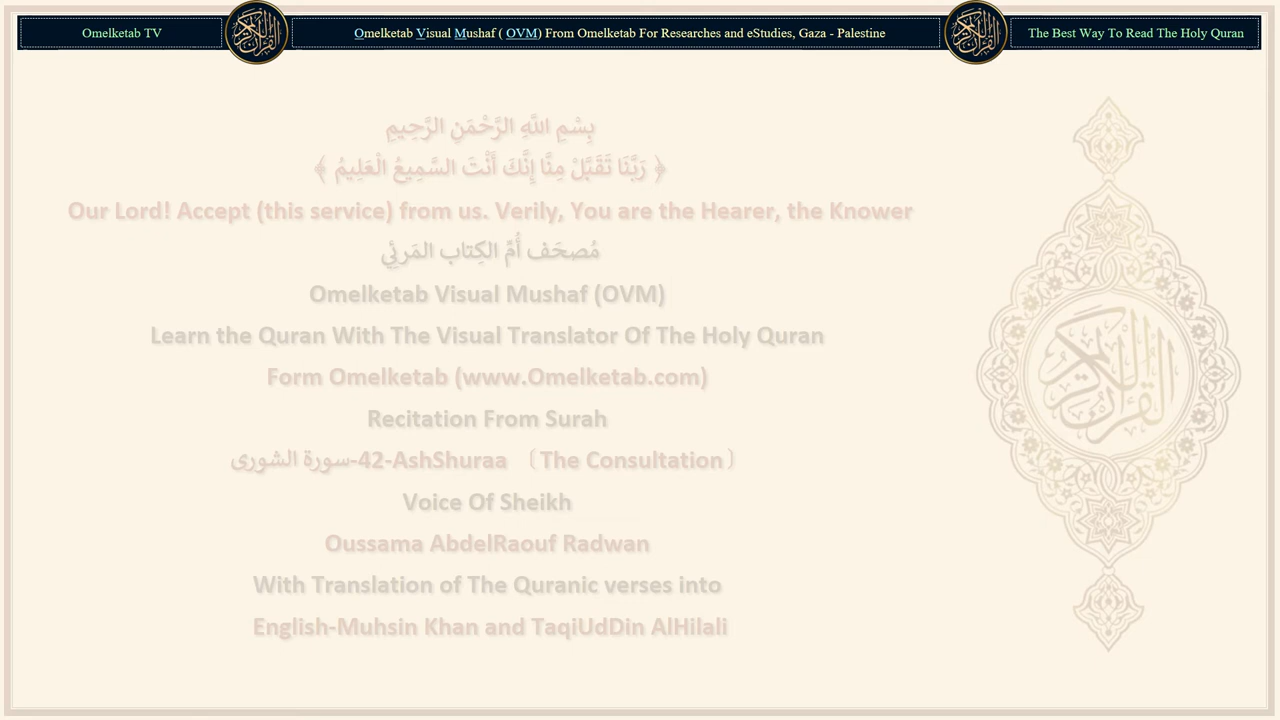 Omelketab TV
Omelketab Visual Mushaf ( OVM) From Omelketab For Researches and eStudies, Gaza - Palestine
The Best Way To Read The Holy Quran
بِسْمِ اللَّهِ الرَّحْمَنِ الرَّحِيمِ
﴿ رَبَّنَا تَقَبَّلْ مِنَّا إِنَّكَ أَنْتَ السَّمِيعُ الْعَلِيمُ ﴾
Our Lord! Accept (this service) from us. Verily, You are the Hearer, the Knower
مُصحَف أُمِّ الكِتاب المَرئِي
Omelketab Visual Mushaf (OVM)
Learn the Quran With The Visual Translator Of The Holy Quran
Form Omelketab (www.Omelketab.com)
Recitation From Surah
سورة الشورى-42-AshShuraa 〔The Consultation〕
Voice Of Sheikh
Oussama AbdelRaouf Radwan
With Translation of The Quranic verses into
English-Muhsin Khan and TaqiUdDin AlHilali
القرآن الكريم